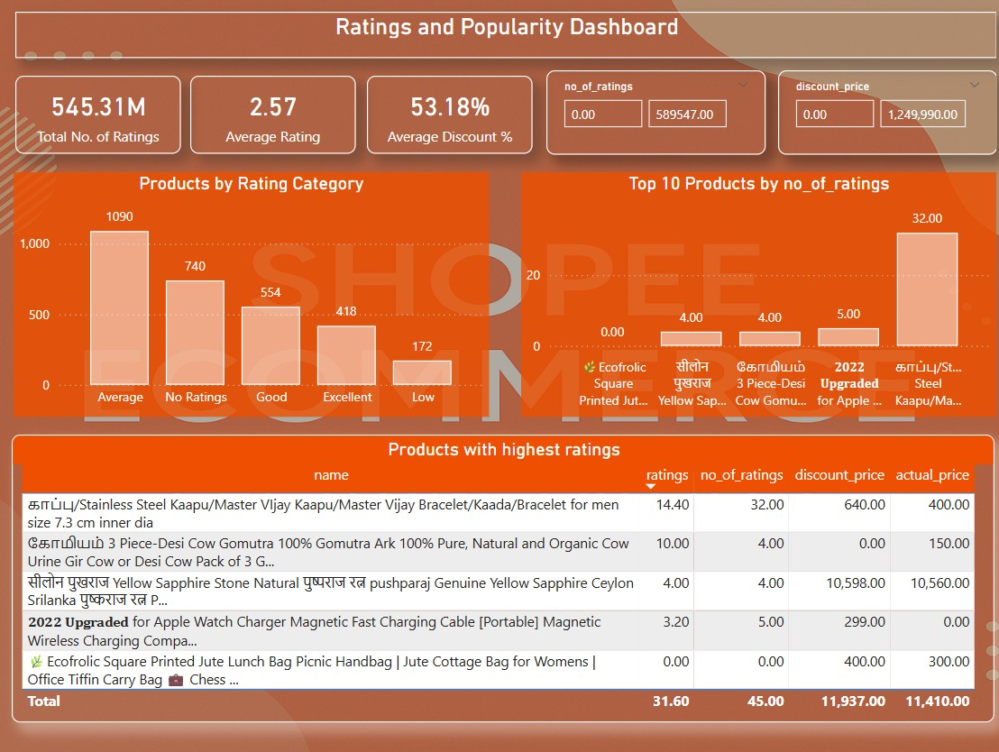 Ratings and Popularity Dashboard
545.31M
Total No. of Ratings
2.57
Average Rating
53.18%
Average Discount %
no_of_ratings
0.00
589547.00
discount_price
0.00
1,249,990.00
SHOPEE
ECOMMERCE
Products by Rating Category
1,000
500
0
1090
740
554
418
172
Average
No Ratings
Good
Excellent
Low
Top 10 Products by no_of_ratings
20
0
0.00
4.00
4.00
5.00
32.00
🌿 Ecofrolic
Square
Printed Jut...
सीलोन
पुखराज
Yellow Sap...
கோமியம்
3 Piece-Desi
Cow Gomu...
𝟐𝟎𝟐𝟐
𝐔𝐩𝐠𝐫𝐚𝐝𝐞𝐝
for Apple ...
காப்பு/St...
Steel
Kaapu/Ma...
Products with highest ratings
name ratings no_of_ratings discount_price actual_price
காப்பு/Stainless Steel Kaapu/Master VIjay Kaapu/Master Vijay Bracelet/Kaada/Bracelet for men 14.40 32.00 640.00 400.00
size 7.3 cm inner dia
கோமியம் 3 Piece-Desi Cow Gomutra 100% Gomutra Ark 100% Pure, Natural and Organic Cow 10.00 4.00 0.00 150.00
Urine Gir Cow or Desi Cow Pack of 3 G...
सीलोन पुखराज Yellow Sapphire Stone Natural पुष्पराज रत्न pushparaj Genuine Yellow Sapphire Ceylon 4.00 4.00 10,598.00 10,560.00
Srilanka पुष्कराज रत्न P...
𝟐𝟎𝟐𝟐 𝐔𝐩𝐠𝐫𝐚𝐝𝐞𝐝 for Apple Watch Charger Magnetic Fast Charging Cable [Portable] Magnetic 3.20 5.00 299.00 0.00
Wireless Charging Compa...
🌿 Ecofrolic Square Printed Jute Lunch Bag Picnic Handbag | Jute Cottage Bag for Womens | 0.00 0.00 400.00 300.00
Office Tiffin Carry Bag 💼 Chess ...
Total 31.60 45.00 11,937.00 11,410.00